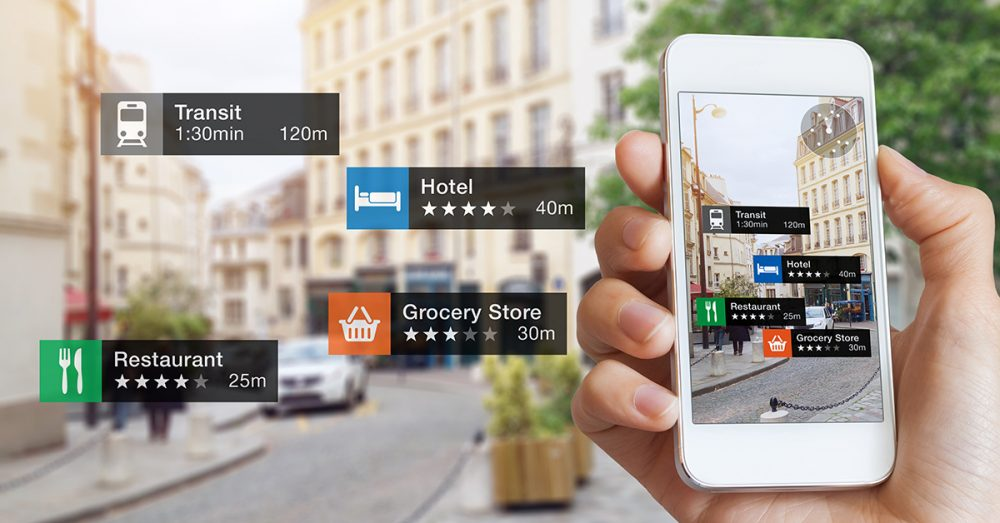 Transit
1:30min 120m
Hotel
40m
Grocery Store
30m
Restaurant
25m
Transit
1:30min 120m
Hotel
40m
Restaurant
25m
Grocery Store
30m